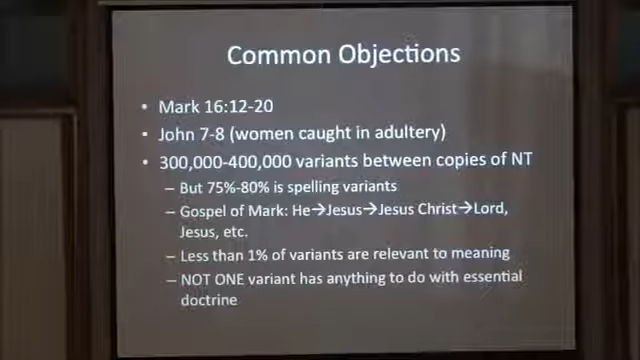 Common Objections
• Mark 16:12-20
• John 7-8 (women caught in adultery)
• 300,000-400,000 variants between copies of NT
– But 75%-80% is spelling variants
– Gospel of Mark: He→Jesus→Jesus Christ→Lord,
Jesus, etc.
– Less than 1% of variants are relevant to meaning
– NOT ONE variant has anything to do with essential
doctrine